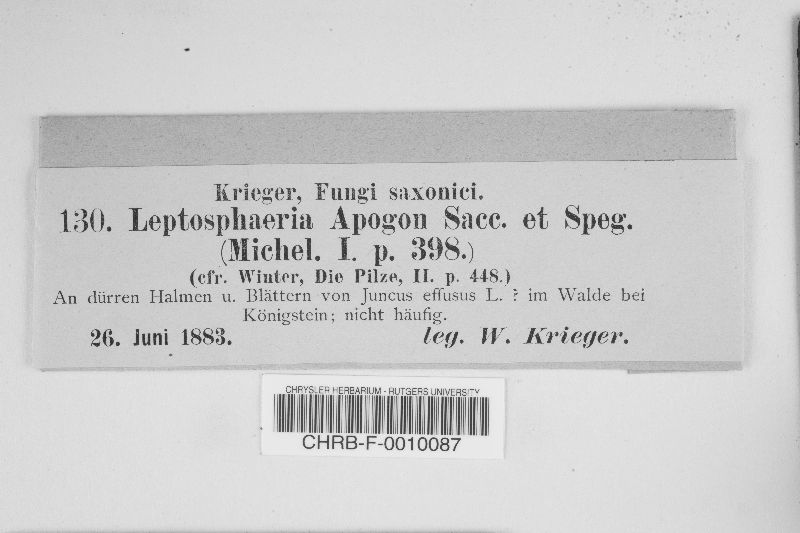 Krieger, Fungi saxonici.
130. Leptosphaeria Apogon Sacc. et Speg.
(Michel. I. p. 398.)
(cfr. Winter, Die Pilze, II. p. 448.)
An dürren Halmen u. Blättern von Juncus effusus L. ? im Walde bei
Königstein; nicht häufig.
26. Juni 1883. leg. W. Krieger.
CHRYSLER HERBARIUM - RUTGERS UNIVERSITY
CHRB-F-0010087